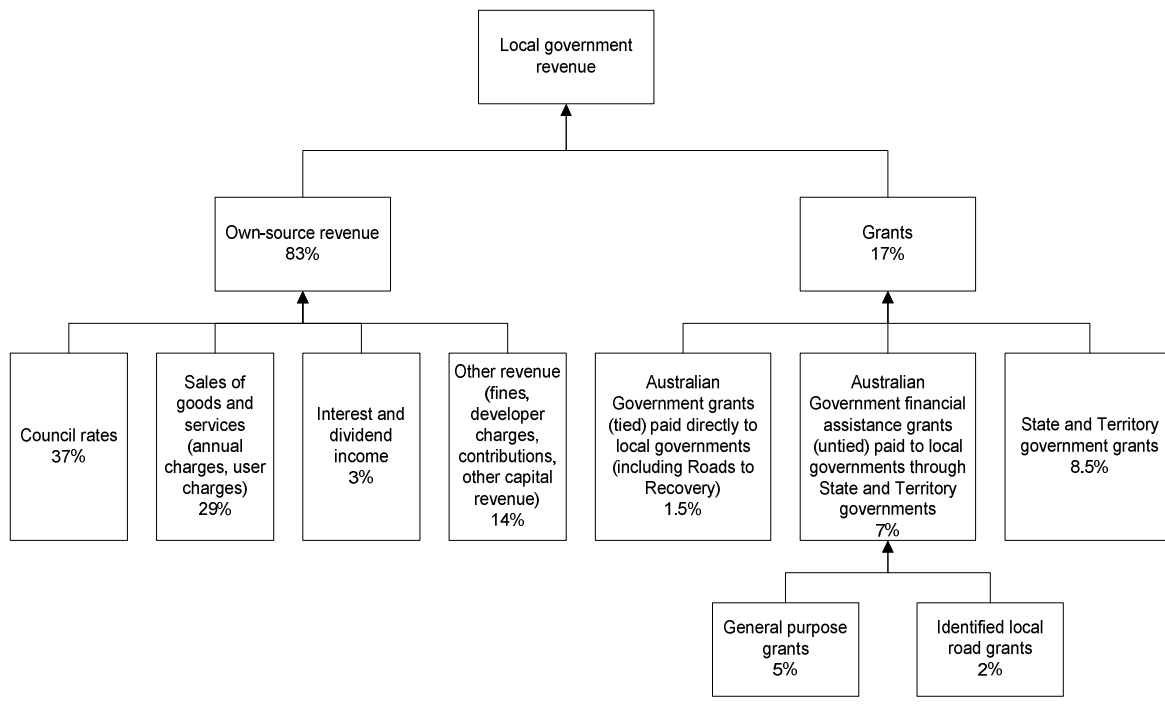 Local government
revenue
Own-source revenue
83%
Grants
17%
Council rates
37%
Sales of
goods and
services
(annual
charges, user
charges)
29%
Interest and
dividend
income
3%
Other revenue
(fines,
developer
charges,
contributions,
other capital
revenue)
14%
Australian
Government grants
(tied) paid directly to
local governments
(including Roads to
Recovery)
1.5%
Australian
Government financial
assistance grants
(untied) paid to local
governments through
State and Territory
governments
7%
State and Territory
government grants
8.5%
General purpose
grants
5%
Identified local
road grants
2%